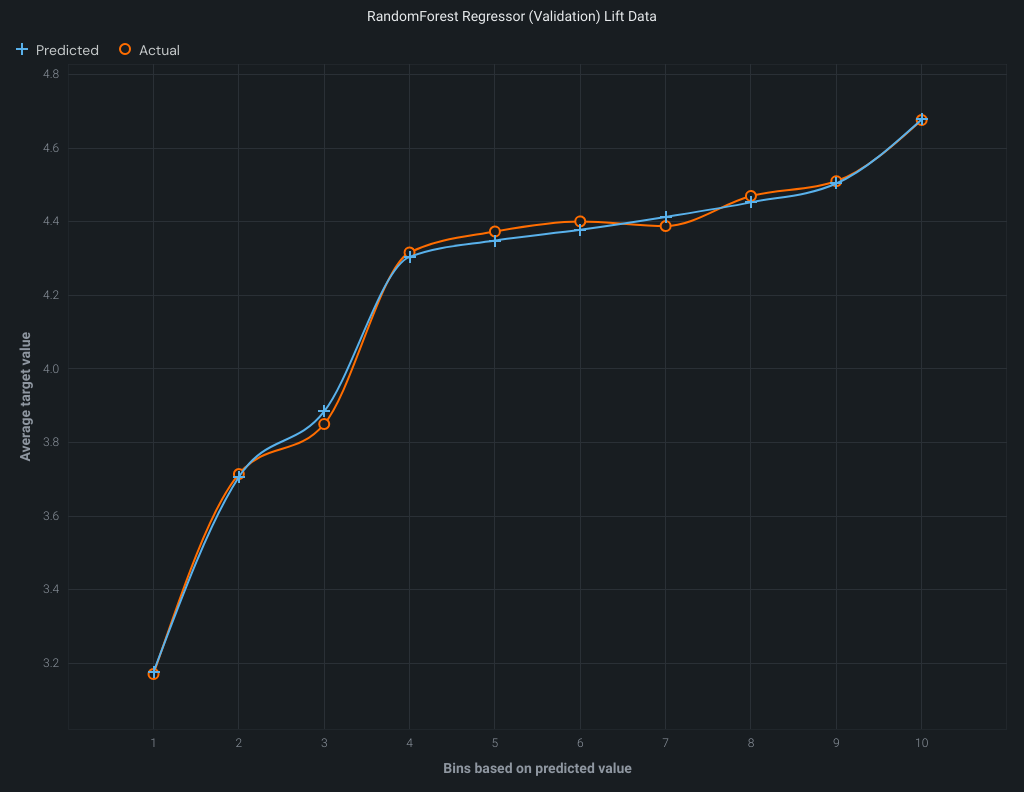 RandomForest Regressor (Validation) Lift Data
Predicted Actual
4.8
4.6
4.4
4.2
4.0
3.8
3.6
3.4
3.2
Average target value
1 2 3 4 5 6 7 8 9 10
Bins based on predicted value